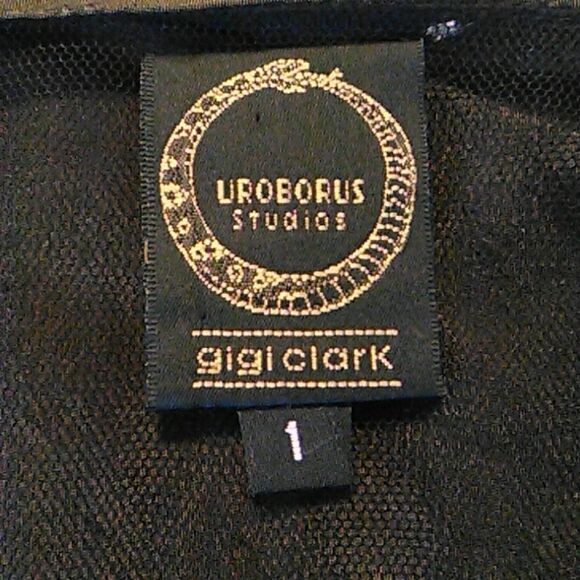 UROBORUS
Studios
gigi clark
1